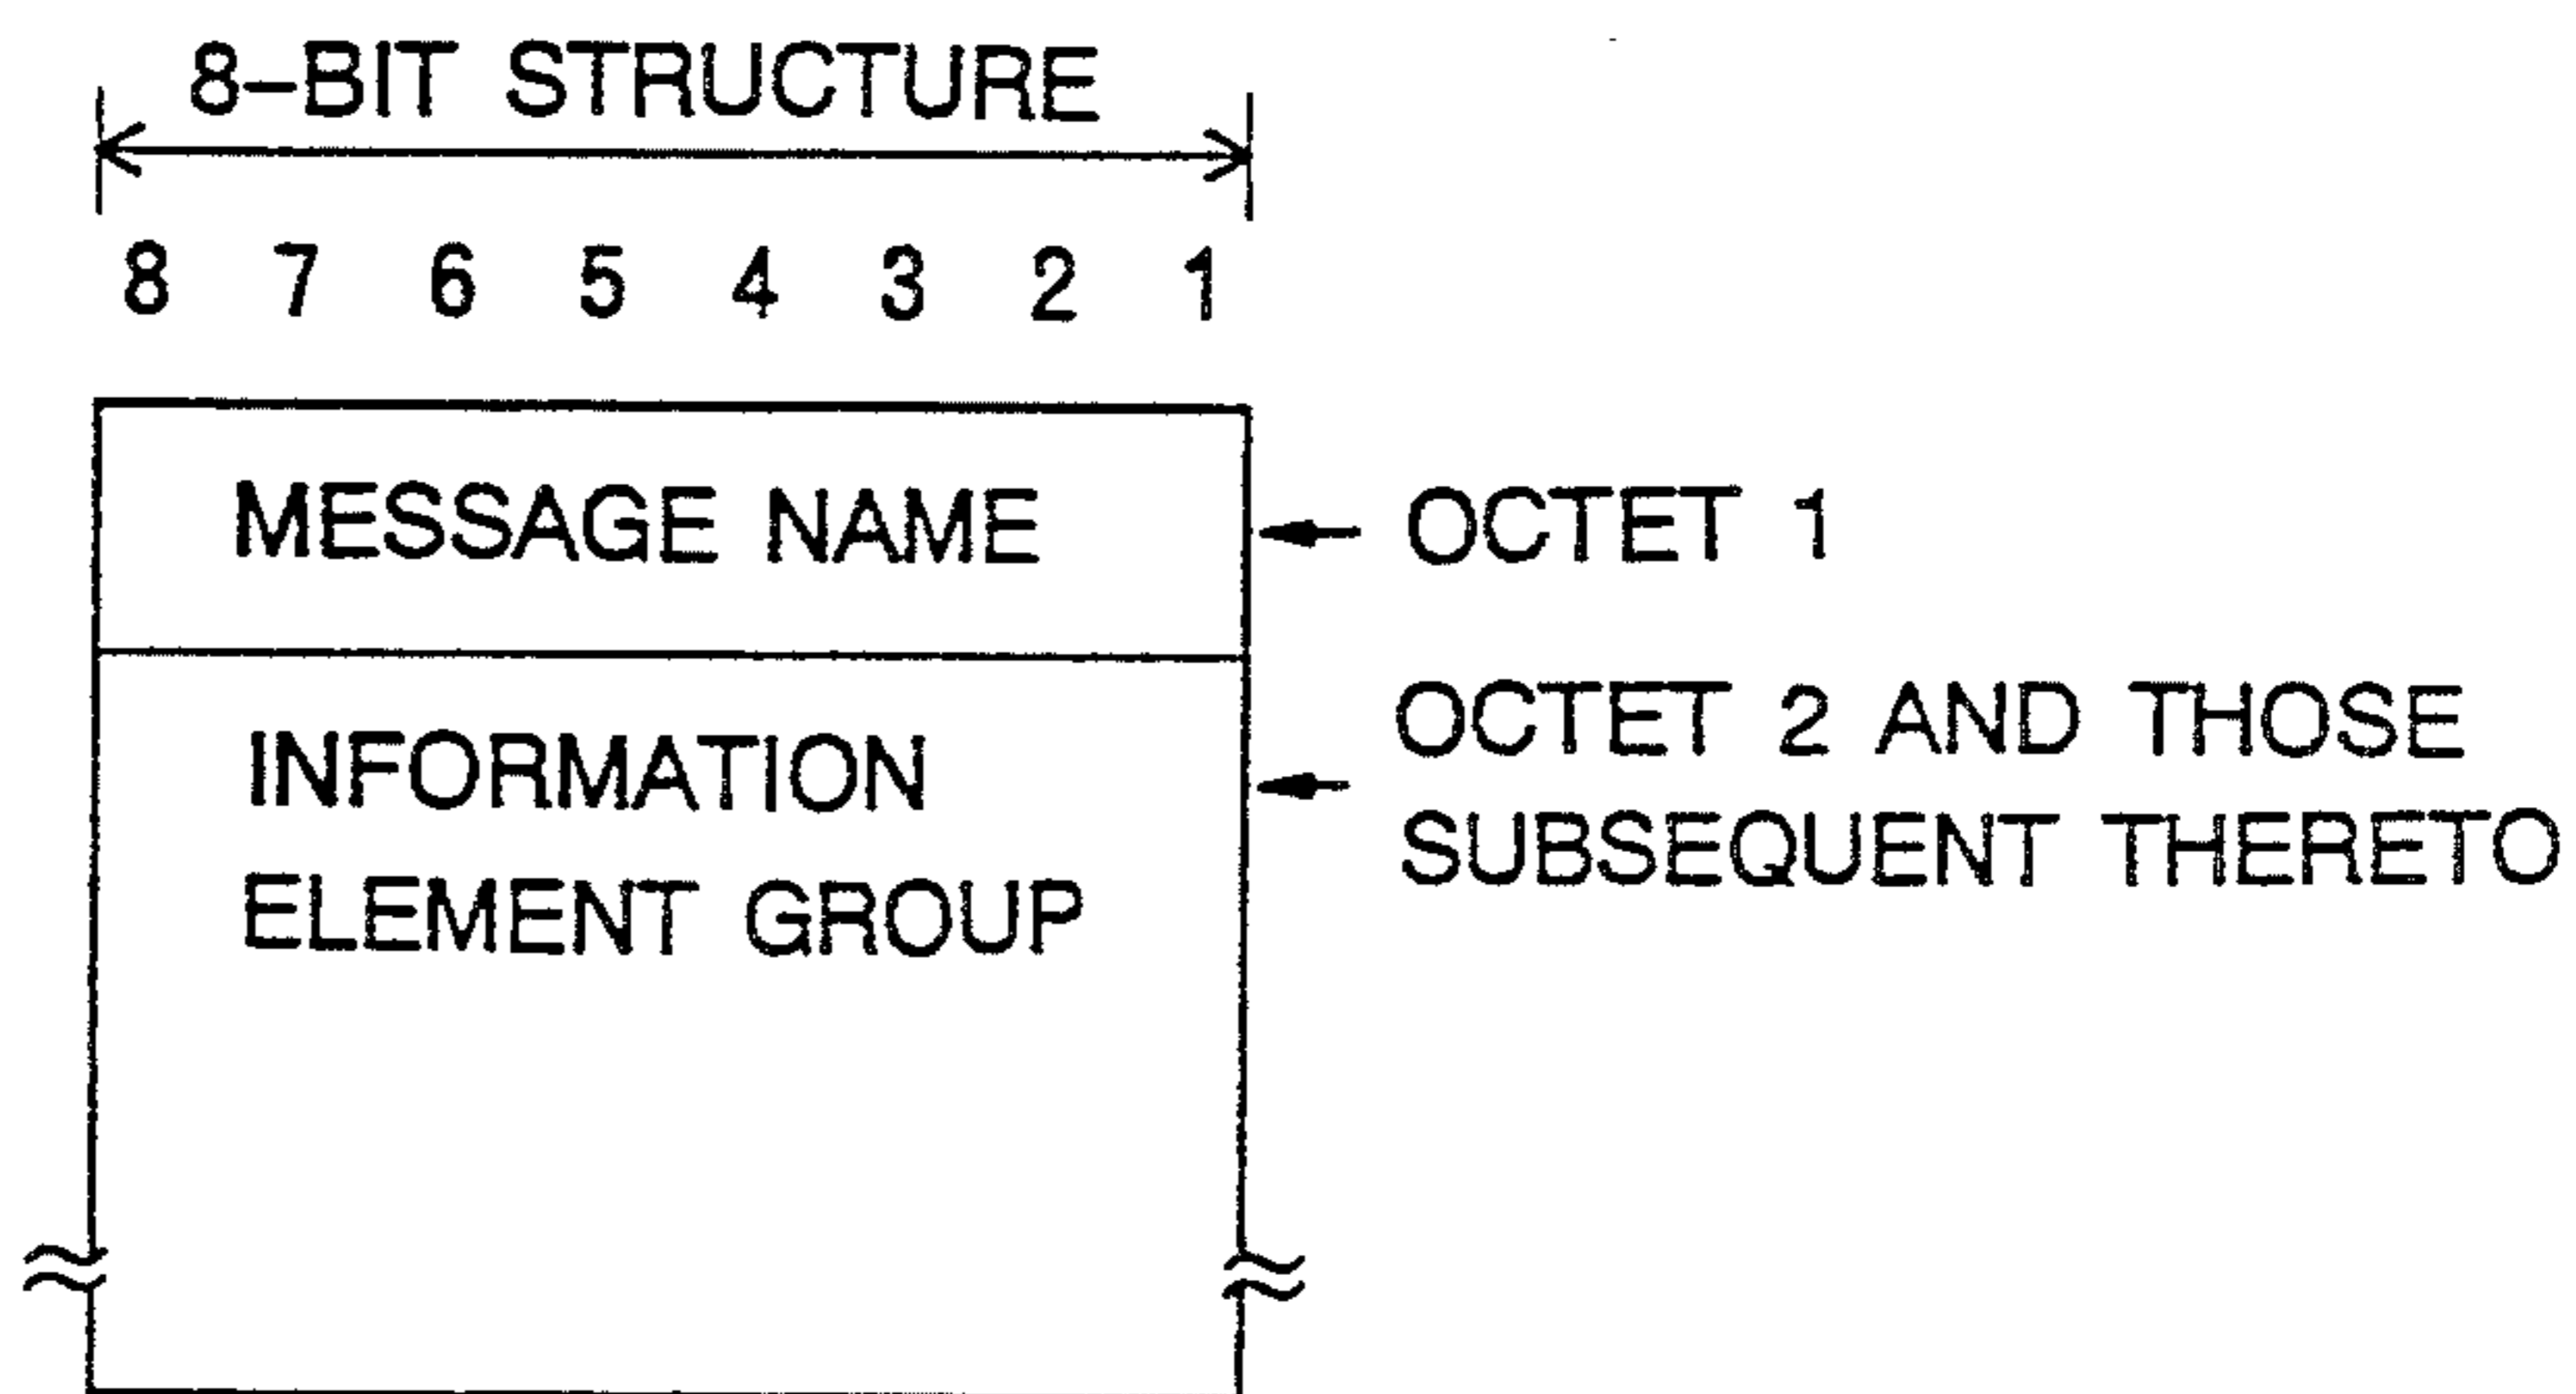 8-BIT STRUCTURE
8 7 6 5 4 3 2 1
MESSAGE NAME
OCTET 1
INFORMATION
ELEMENT GROUP
OCTET 2 AND THOSE
SUBSEQUENT THERETO